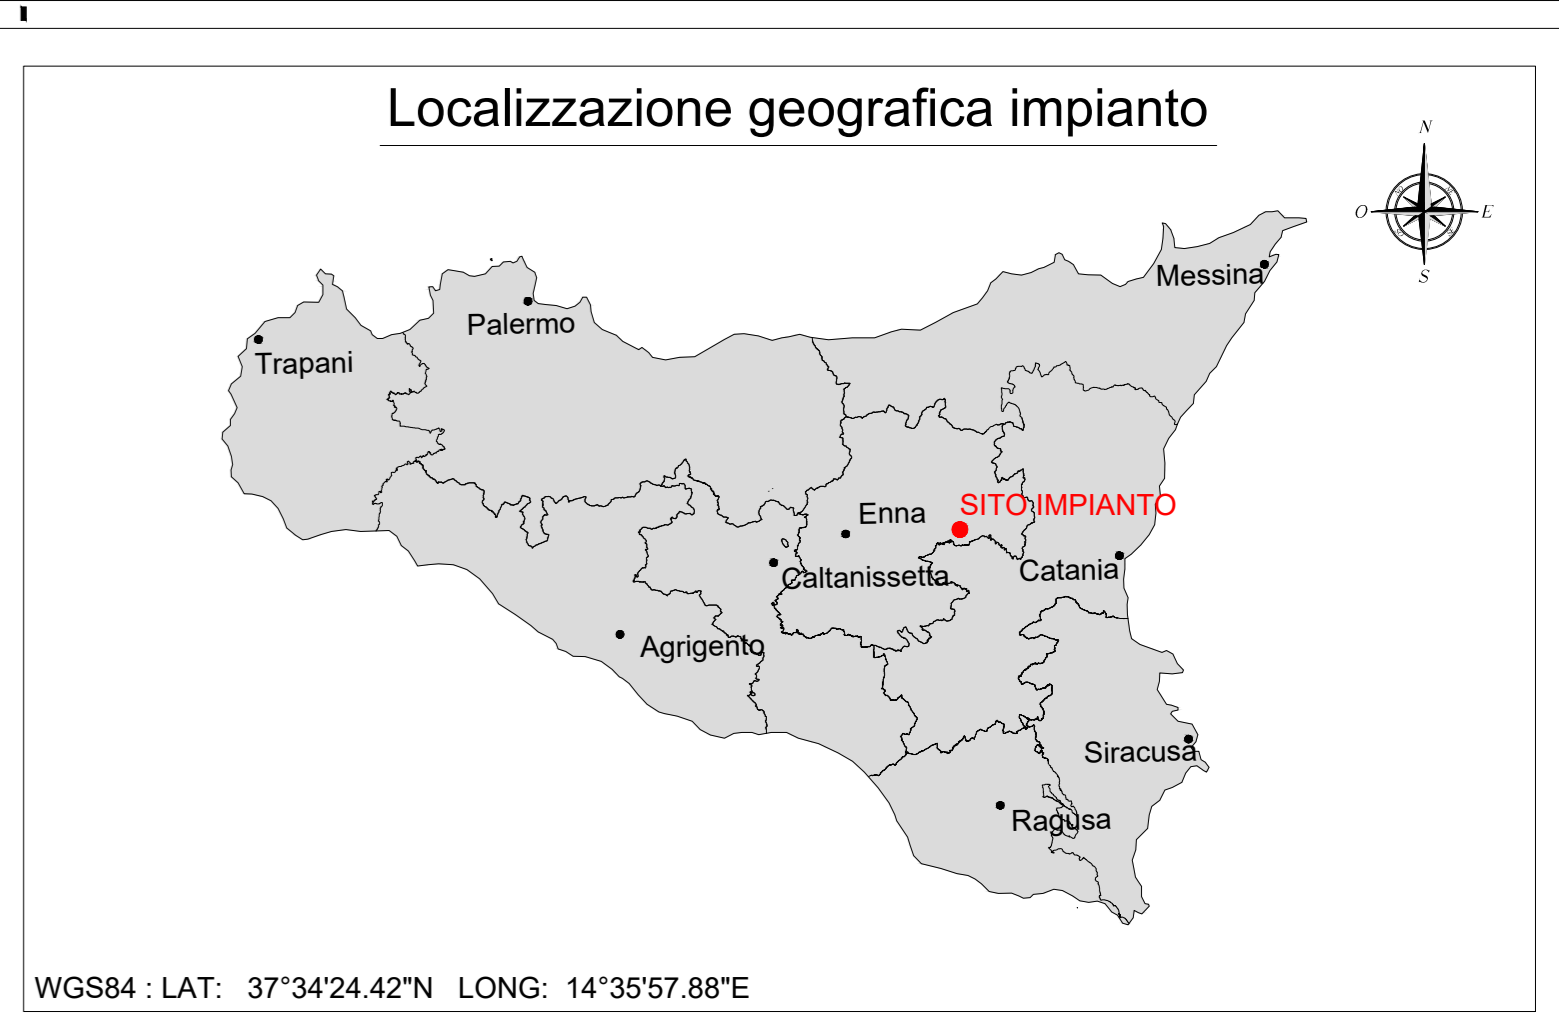 Localizzazione geografica impianto
N
O
E
S
Messina
Palermo
Trapani
SITO IMPIANTO
Enna
Catania
Caltanissetta
Agrigento
Siracusa
Ragusa
WGS84 : LAT: 37°34'24.42"N LONG: 14°35'57.88"E